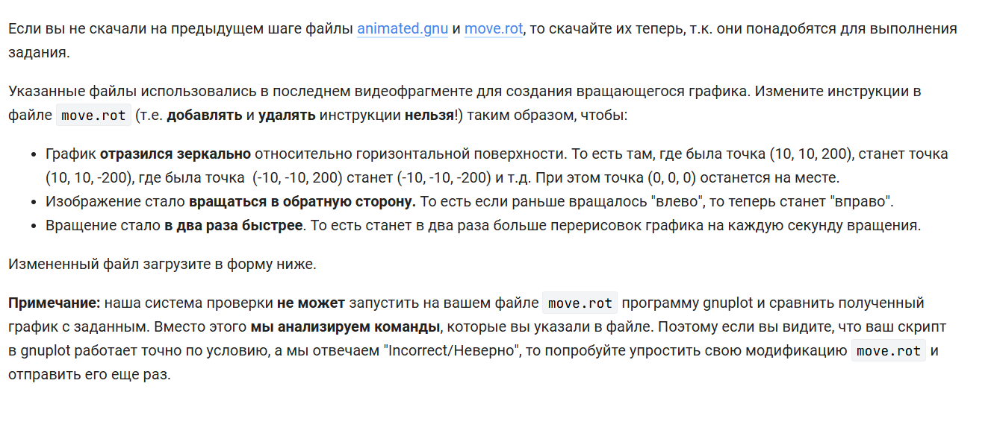 Если вы не скачали на предыдущем шаге файлы animated.gnu и move.rot, то скачайте их теперь, т.к. они понадобятся для выполнения
задания.
Указанные файлы использовались в последнем видеофрагменте для создания вращающегося графика. Измените инструкции в
файле move.rot (т.е. добавлять и удалять инструкции нельзя!) таким образом, чтобы:
• График отразился зеркально относительно горизонтальной поверхности. То есть там, где была точка (10, 10, 200), станет точка
(10, 10, -200), где была точка (-10, -10, 200) станет (-10, -10, -200) и т.д. При этом точка (0, 0, 0) останется на месте.
• Изображение стало вращаться в обратную сторону. То есть если раньше вращалось "влево", то теперь станет "вправо".
• Вращение стало в два раза быстрее. То есть станет в два раза больше перерисовок графика на каждую секунду вращения.
Измененный файл загрузите в форму ниже.
Примечание: наша система проверки не может запустить на вашем файле move.rot программу gnuplot и сравнить полученный
график с заданным. Вместо этого мы анализируем команды, которые вы указали в файле. Поэтому если вы видите, что ваш скрипт
в gnuplot работает точно по условию, а мы отвечаем "Incorrect/Неверно", то попробуйте упростить свою модификацию move.rot и
отправить его еще раз.